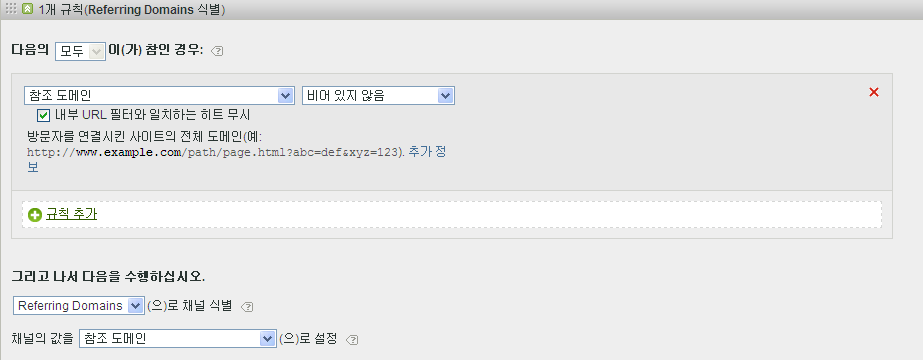 1개 규칙(Referring Domains 식별)
다음의 모두 이(가) 참인 경우:
참조 도메인 비어 있지 않음
내부 URL 필터와 일치하는 히트 무시
방문자를 연결시킨 사이트의 전체 도메인(예:
http://www.example.com/path/page.html?abc=def&xyz=123). 추가 정
보
규칙 추가
그리고 나서 다음을 수행하십시오.
Referring Domains (으)로 채널 식별
채널의 값을 참조 도메인 (으)로 설정